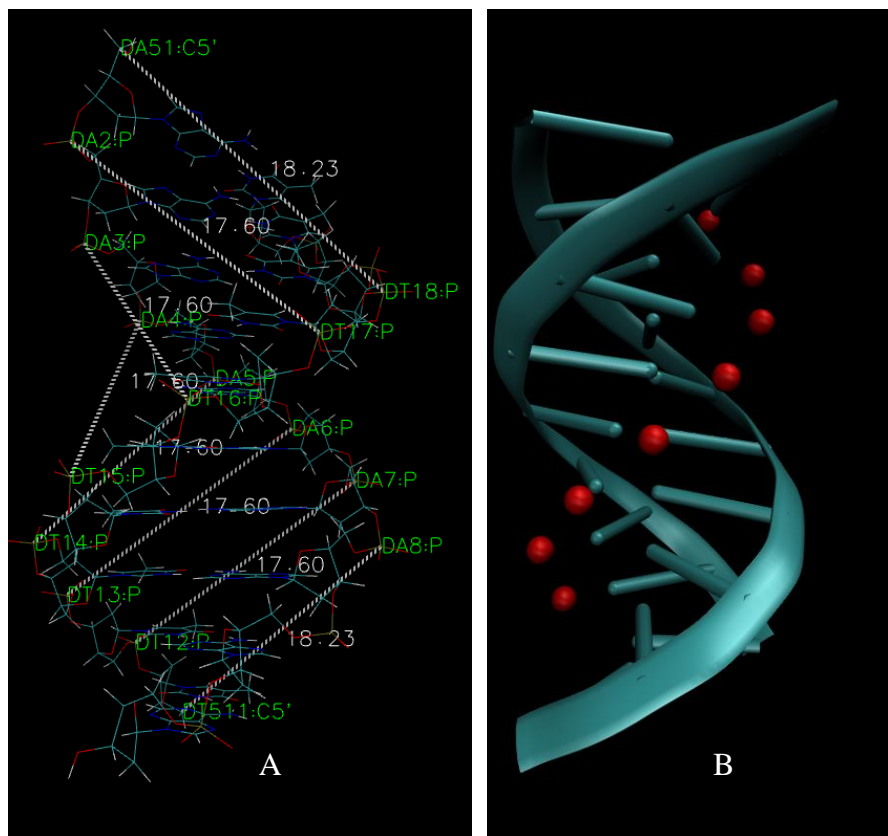 DA51:C5'
DA2:P
18.23
17.60
DA3:P
DT18:P
17.60
DA4:P
DT17:P
17.60
DA5:P
DT16:P
DA6:P
17.60
DT15:P
DA7:P
17.60
DT14:P
DA8:P
17.60
DT13:P
DT12:P
18.23
DT511:C5'
A
B